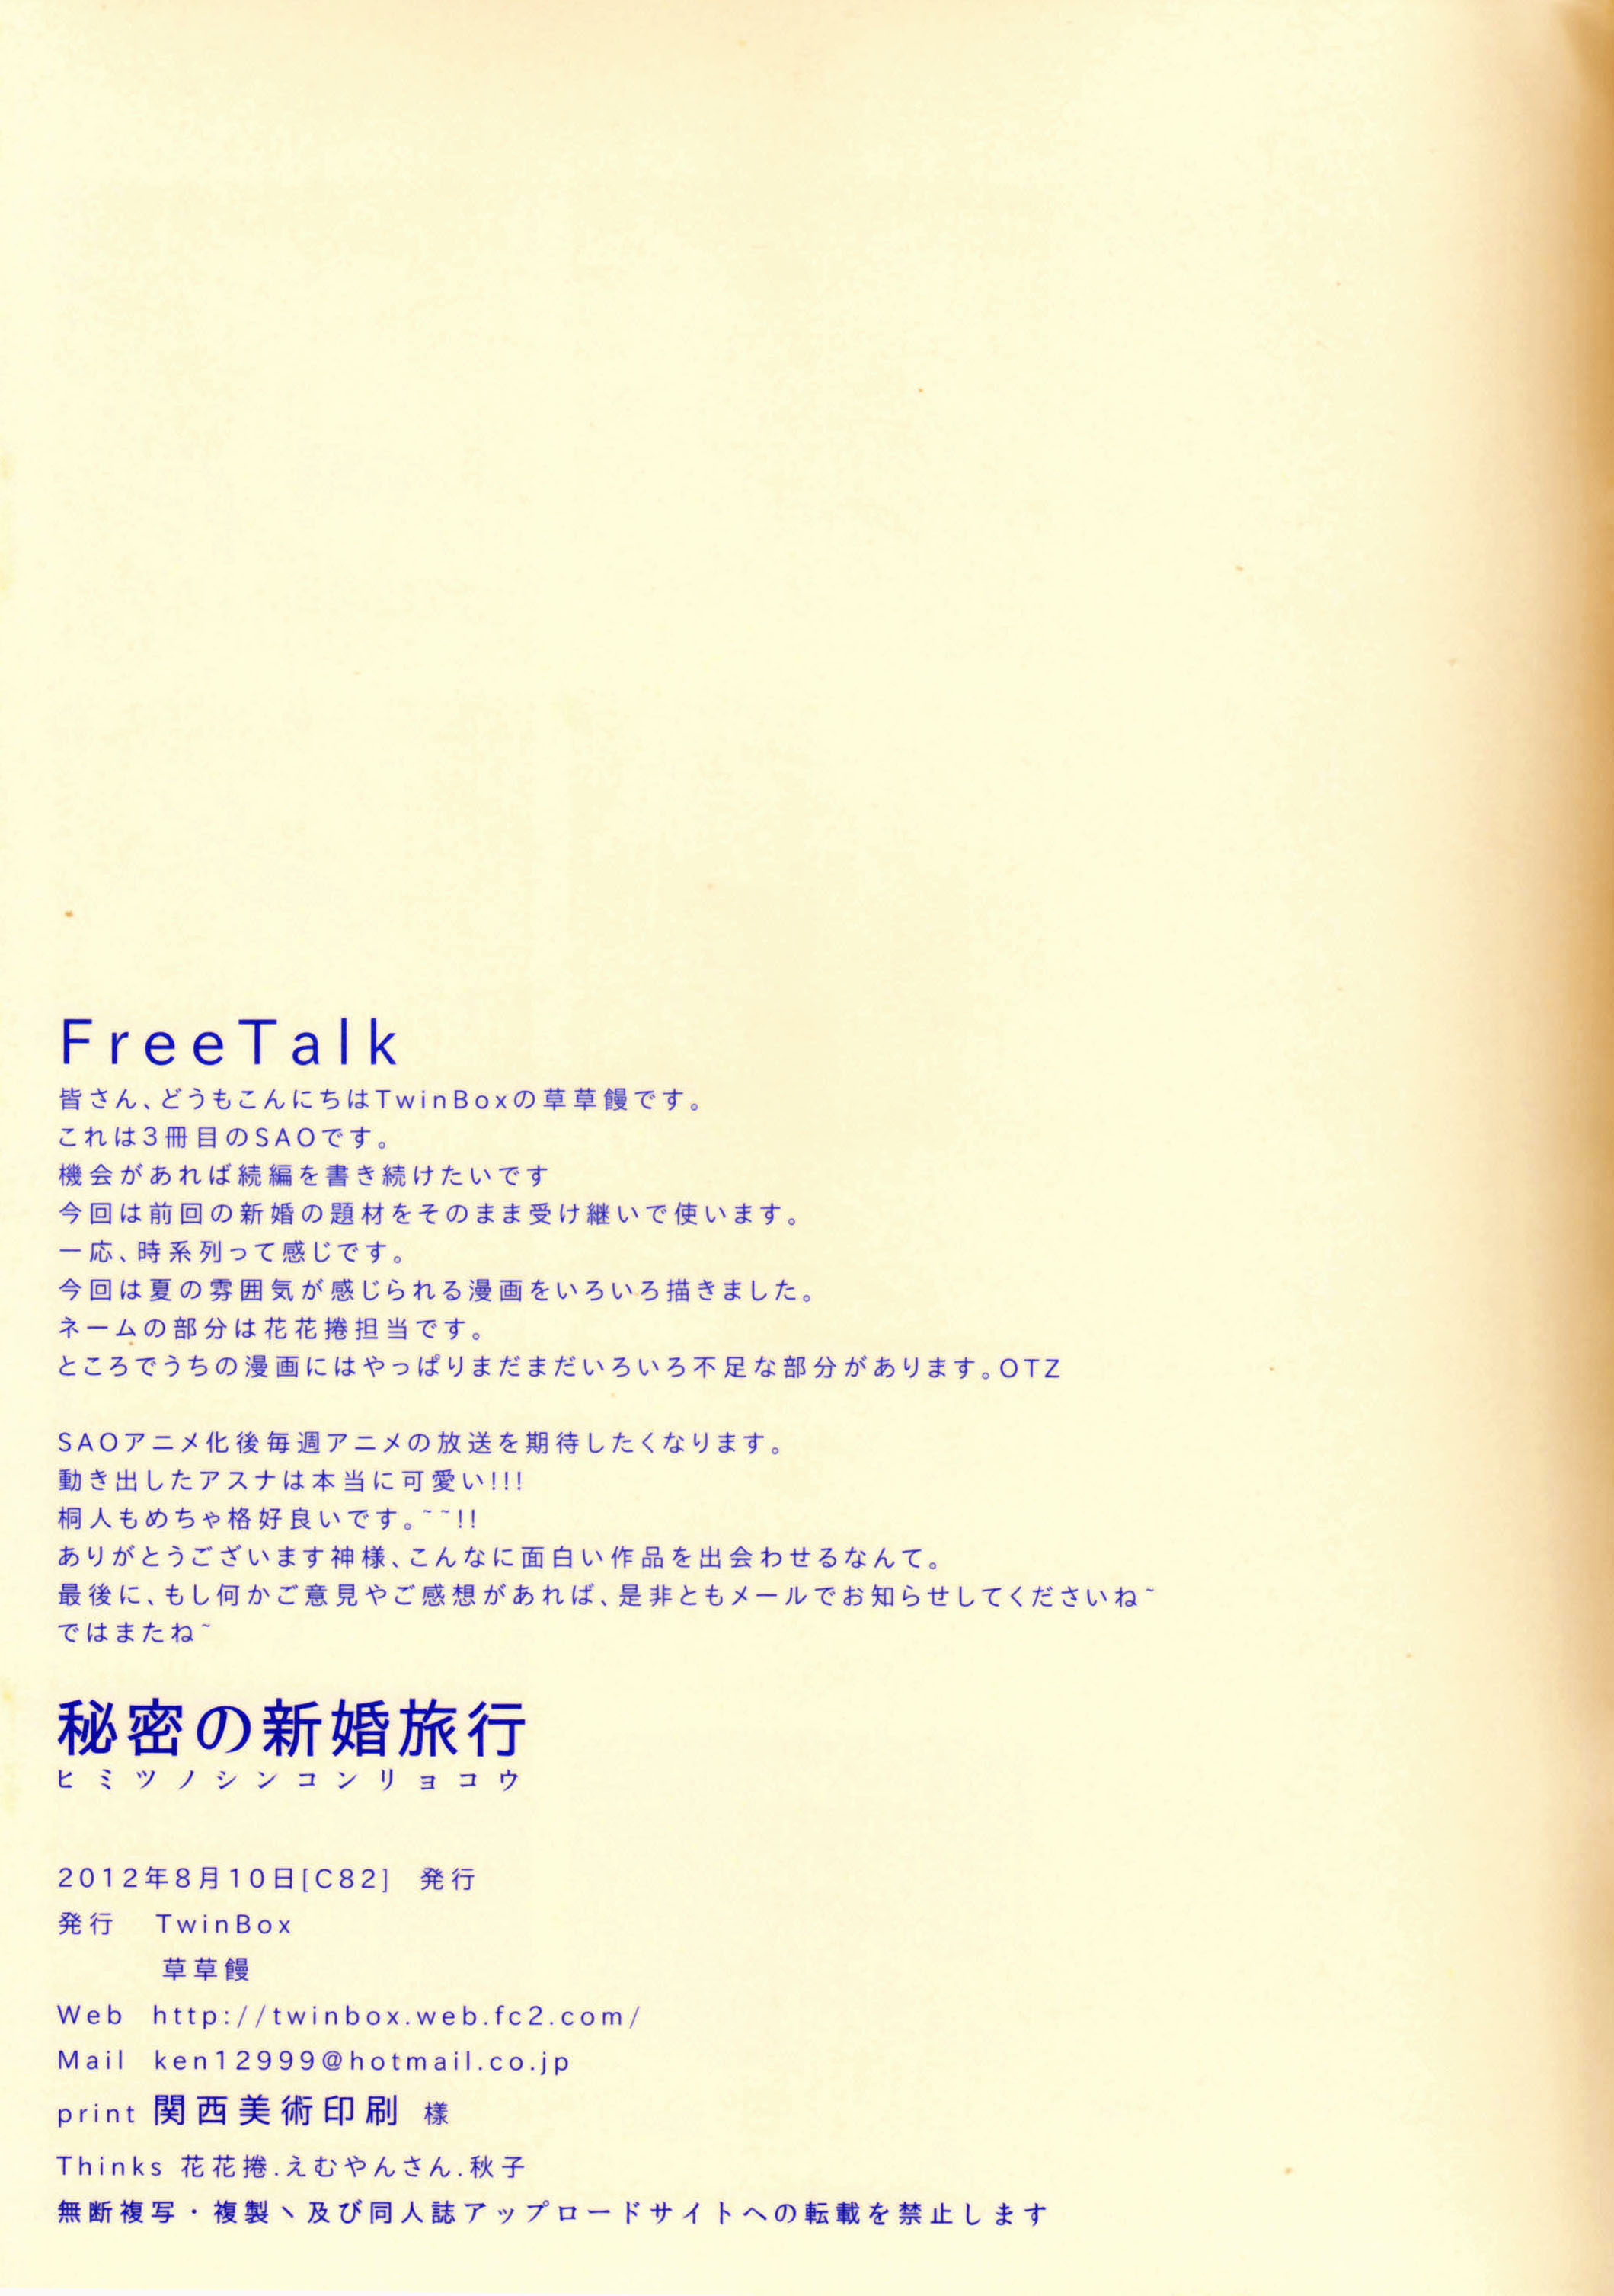 FreeTalk
皆さん、どうもこんにちはTwinBoxの草草饅です。
これは3冊目のSAOです。
機会があれば続編を書き続けたいです
今回は前回の新婚の題材をそのまま受け継いで使います。
一応、時系列って感じです。
今回は夏の雰囲気が感じられる漫画をいろいろ描きました。
ネームの部分は花花捲担当です。
ところでうちの漫画にはやっぱりまだまだいろいろ不足な部分があります。OTZ
SAOアニメ化後毎週アニメの放送を期待したくなります。
動き出したアスナは本当に可愛い!!!
桐人もめちゃ格好良いです。~~!!
ありがとうございます神様、こんなに面白い作品を出会わせるなんて。
最後に、もし何かご意見やご感想があれば、是非ともメールでお知らせしてくださいね~
ではまたね~
秘密の新婚旅行
ヒミツノシンコンリョコウ
2012年8月10日[C82] 発行
発行 TwinBox
草草饅
Web http://twinbox.web.fc2.com/
Mail ken12999@hotmail.co.jp
print 関西美術印刷 様
Thinks 花花捲.えむやんさん.秋子
無断複写・複製ヽ及び同人誌アップロードサイトへの転載を禁止します